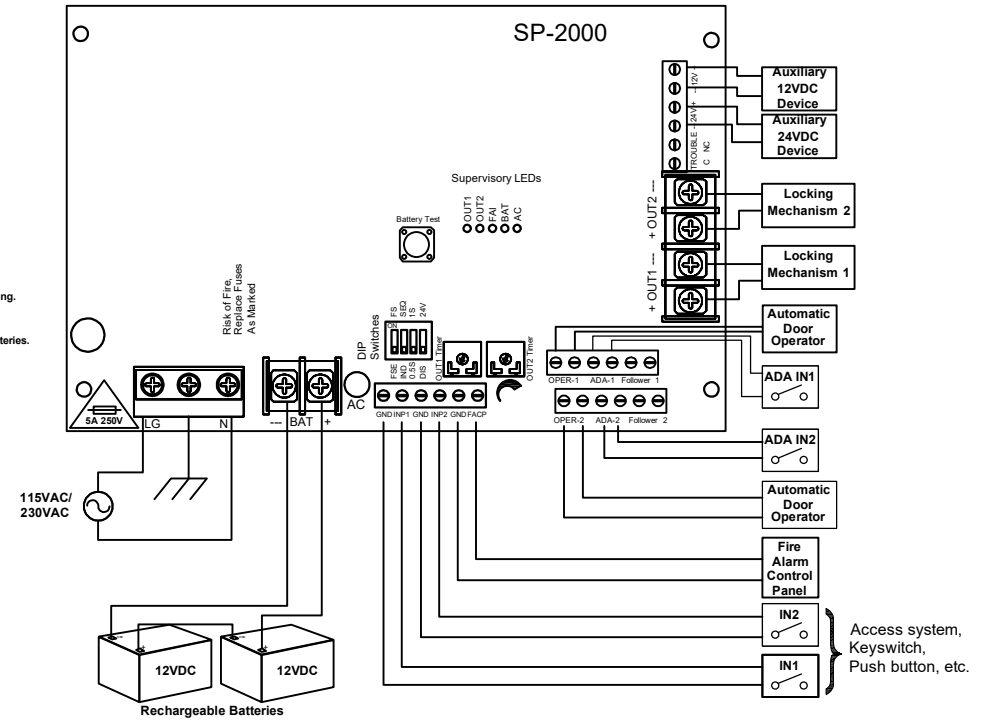 SP-2000
Auxiliary
12VDC
Device
Auxiliary
24VDC
Device
-- 12V +
-- 24V +
TROUBLE
C NC
Locking
Mechanism 2
Locking
Mechanism 1
+ OUT2 ---
+ OUT1 ---
Supervisory LEDs
OUT1
OUT2
FAI
BAT
AC
Battery Test
ng.
teries.
Risk of Fire,
Replace Fuses
As Marked
DIP
Switches
FS
SEQ
1S
24V
ON
FSE
IND
0.5S
DIS
OUT1 Timer
OUT2 Timer
Automatic
Door
Operator
OPER-1 ADA-1 Follower 1
ADA IN1
OPER-2 ADA-2 Follower 2
ADA IN2
Automatic
Door
Operator
5A 250V
LG
N
--- BAT +
AC
GND INP1 GND INP2 GND FACP
115VAC/
230VAC
Fire
Alarm
Control
Panel
IN2
IN1
Access system,
Keyswitch,
Push button, etc.
12VDC
12VDC
Rechargeable Batteries